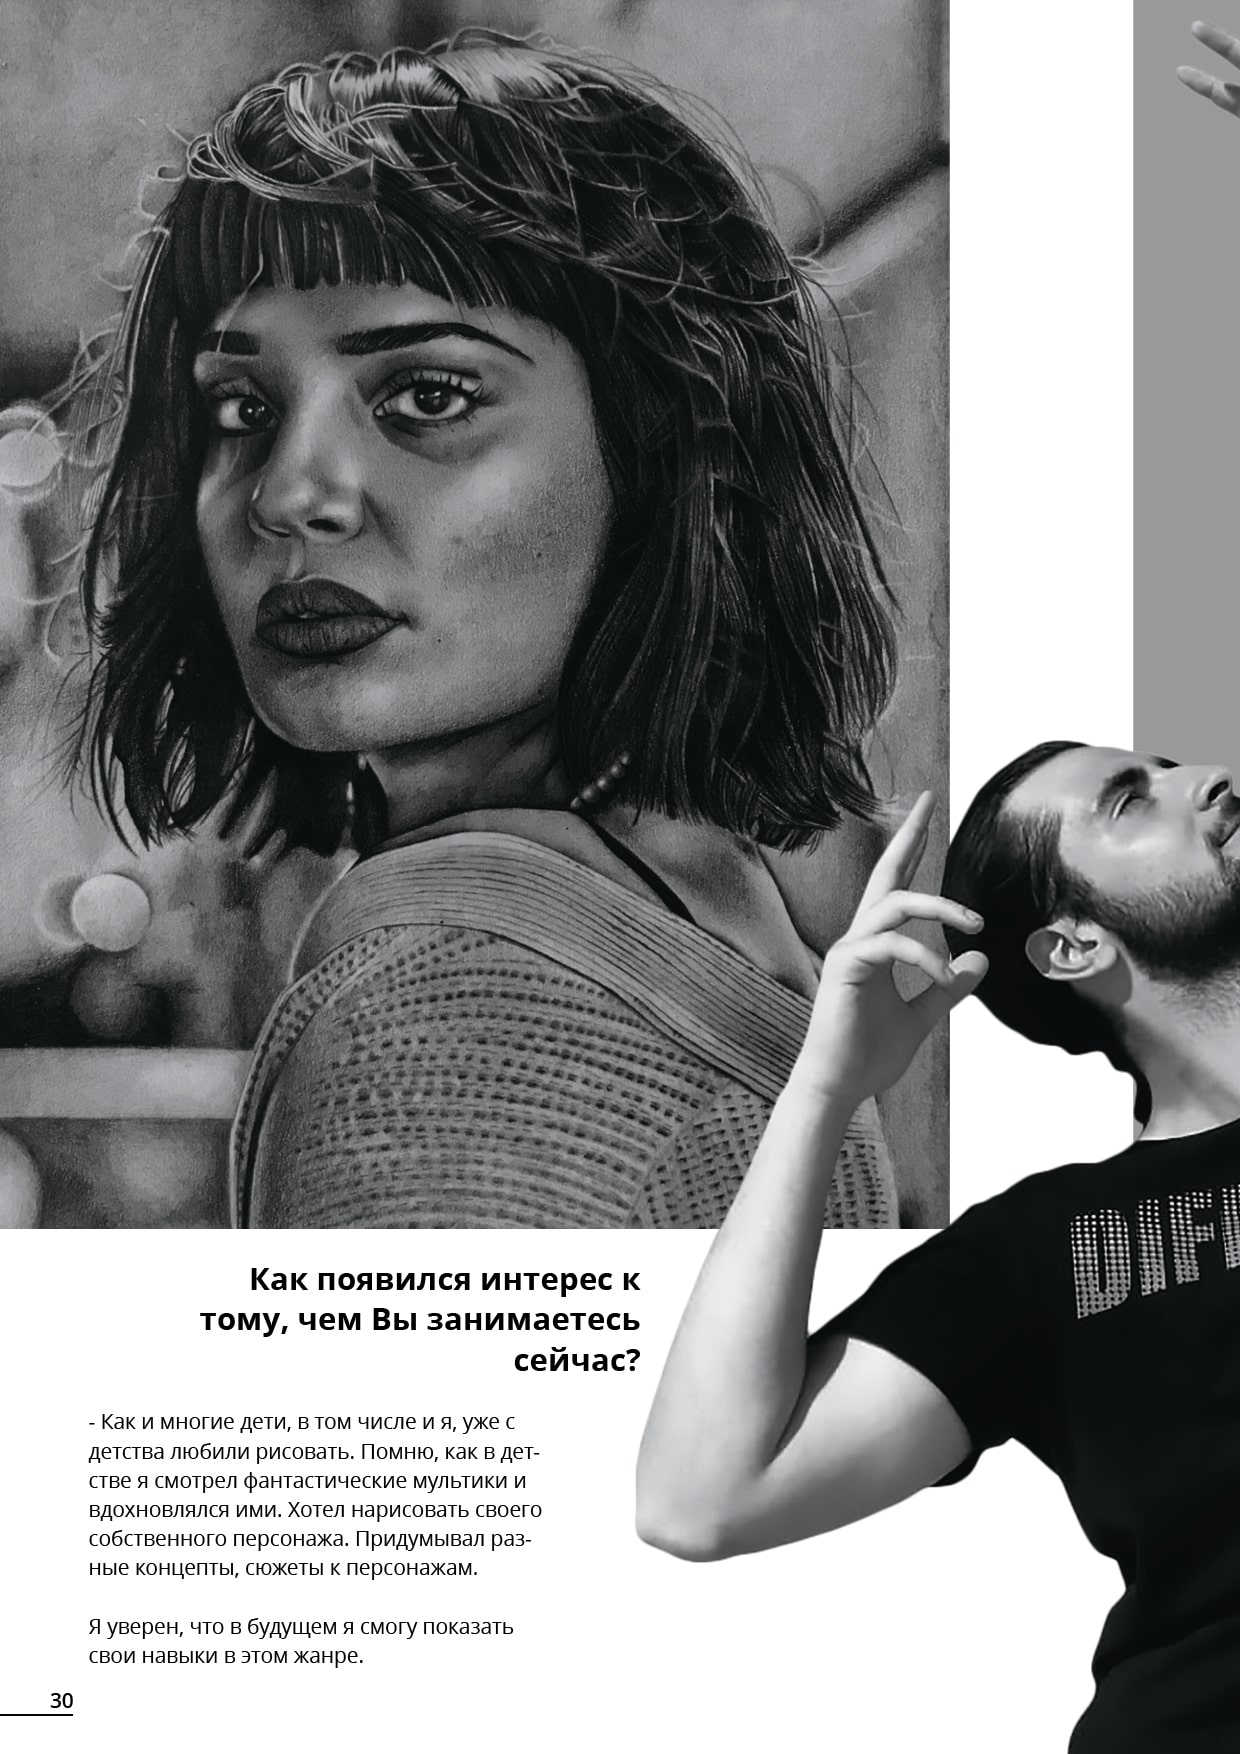 DIFF
Как появился интерес к
тому, чем Вы занимаетесь
сейчас?
- Как и многие дети, в том числе и я, уже с
детства любили рисовать. Помню, как в дет-
стве я смотрел фантастические мультики и
вдохновлялся ими. Хотел нарисовать своего
собственного персонажа. Придумывал раз-
ные концепты, сюжеты к персонажам.
Я уверен, что в будущем я смогу показать
свои навыки в этом жанре.
30